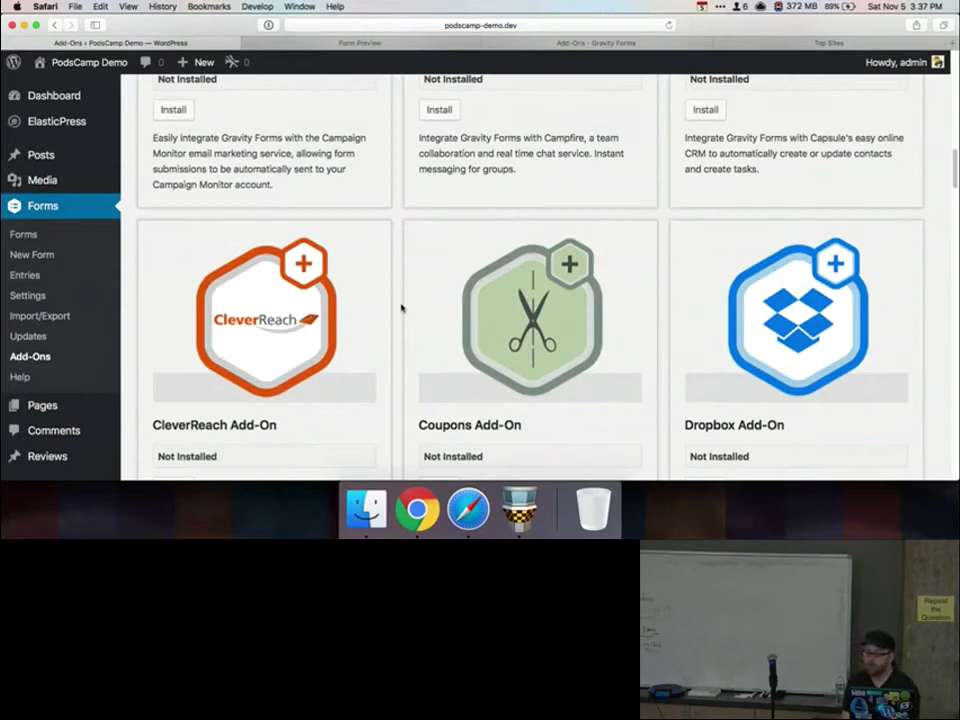 Safari File Edit View History Bookmarks Develop Window Help
6 372 MB 89% Sat Nov 5 3:37 PM
podscamp-demo.dev
Add-Ons ‹ PodsCamp Demo — WordPress Form Preview Add-Ons - Gravity Forms Top Sites
PodsCamp Demo 0 New 0 Howdy, admin
Dashboard
ElasticPress
Posts
Media
Forms
Forms
New Form
Entries
Settings
Import/Export
Updates
Add-Ons
Help
Pages
Comments
Reviews
Not Installed
Install
Easily integrate Gravity Forms with the Campaign
Monitor email marketing service, allowing form
submissions to be automatically sent to your
Campaign Monitor account.
Not Installed
Install
Integrate Gravity Forms with Campfire, a team
collaboration and real time chat service. Instant
messaging for groups.
Not Installed
Install
Integrate Gravity Forms with Capsule's easy online
CRM to automatically create or update contacts
and create tasks.
CleverReach
CleverReach Add-On
Not Installed
Coupons Add-On
Not Installed
Dropbox Add-On
Not Installed
Repeat
the
Question